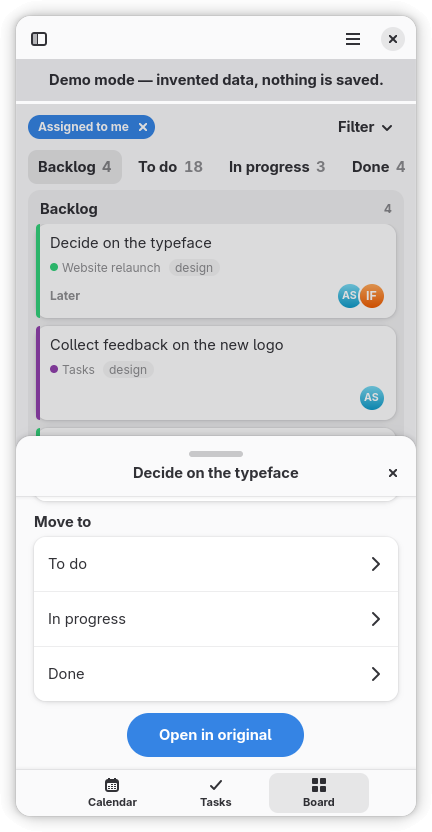 Demo mode — invented data, nothing is saved.
Assigned to me
Filter
Backlog 4 To do 18 In progress 3 Done 4
Backlog 4
Decide on the typeface
Website relaunch design
Later AS IF
Collect feedback on the new logo
Tasks design
AS
Decide on the typeface
Move to
To do
In progress
Done
Open in original
Calendar Tasks Board